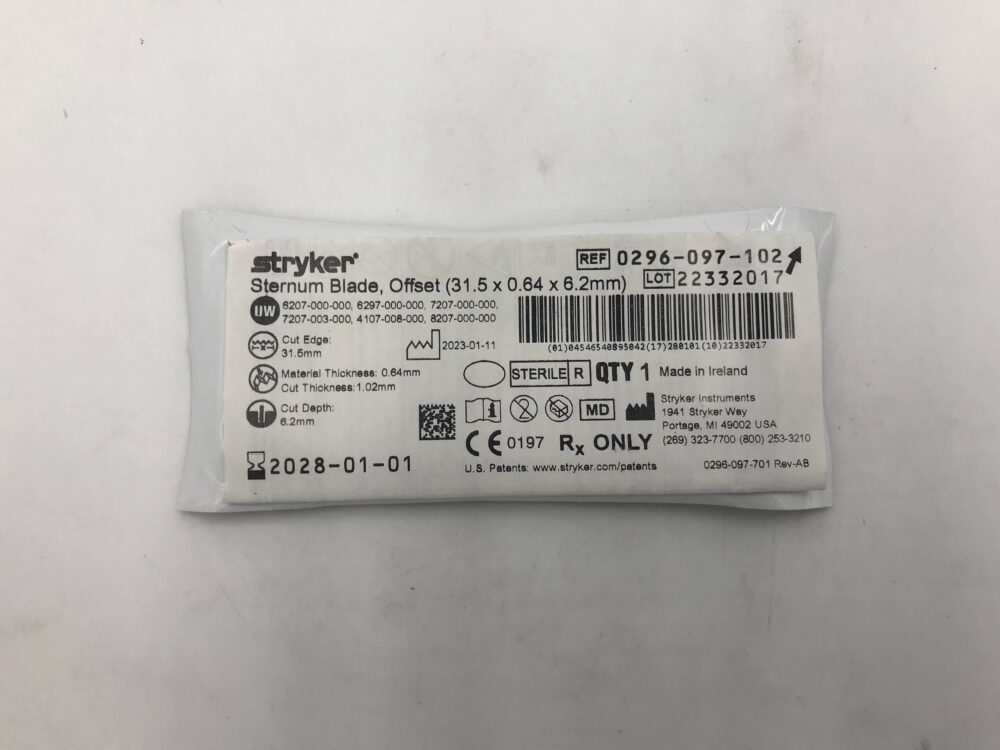 stryker®
REF 0296-097-102
Sternum Blade, Offset (31.5 x 0.64 x 6.2mm)
LOT 22332017
UW 6207-000-000, 6297-000-000, 7207-000-000,
7207-003-000, 4107-008-000, 8207-000-000
(01)04546540895042(17)280101(10)22332017
Cut Edge:
31.5mm
2023-01-11
Material Thickness: 0.64mm
Cut Thickness: 1.02mm
STERILE R QTY 1 Made in Ireland
Cut Depth:
6.2mm
2
MD
Stryker Instruments
1941 Stryker Way
Portage, MI 49002 USA
(269) 323-7700 (800) 253-3210
CE 0197 Rx ONLY
2028-01-01
U.S. Patents: www.stryker.com/patents
0296-097-701 Rev-AB